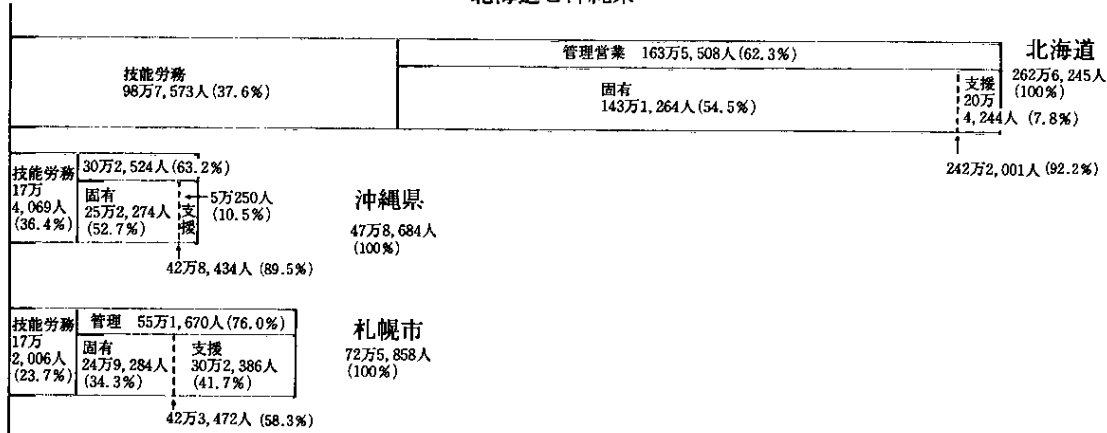 技能労務
98万7,573人(37.6%)
管理営業 163万5,508人(62.3%)
固有
143万1,264人(54.5%)
支援
20万
4,244人(7.8%)
北海道
262万6,245人
(100%)
242万2,001人(92.2%)
技能労務
17万
4,069人
(36.4%)
30万2,524人(63.2%)
固有
25万2,274人
(52.7%)
支援
5万250人
(10.5%)
沖縄県
47万8,684人
(100%)
42万8,434人(89.5%)
技能労務
17万
2,006人
(23.7%)
管理 55万1,670人(76.0%)
固有
24万9,284人
(34.3%)
支援
30万2,386人
(41.7%)
札幌市
72万5,858人
(100%)
42万3,472人(58.3%)